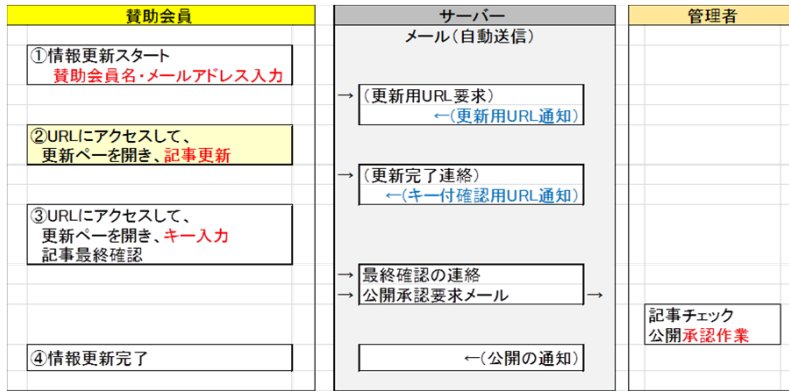 賛助会員
サーバー
管理者
メール(自動送信)
①情報更新スタート
賛助会員名・メールアドレス入力
→ (更新用URL要求)
←(更新用URL通知)
②URLにアクセスして、
更新ペーを開き、記事更新
→ (更新完了連絡)
←(キー付確認用URL通知)
③URLにアクセスして、
更新ペーを開き、キー入力
記事最終確認
→ 最終確認の連絡
→ 公開承認要求メール →
記事チェック
公開承認作業
④情報更新完了
←(公開の通知)